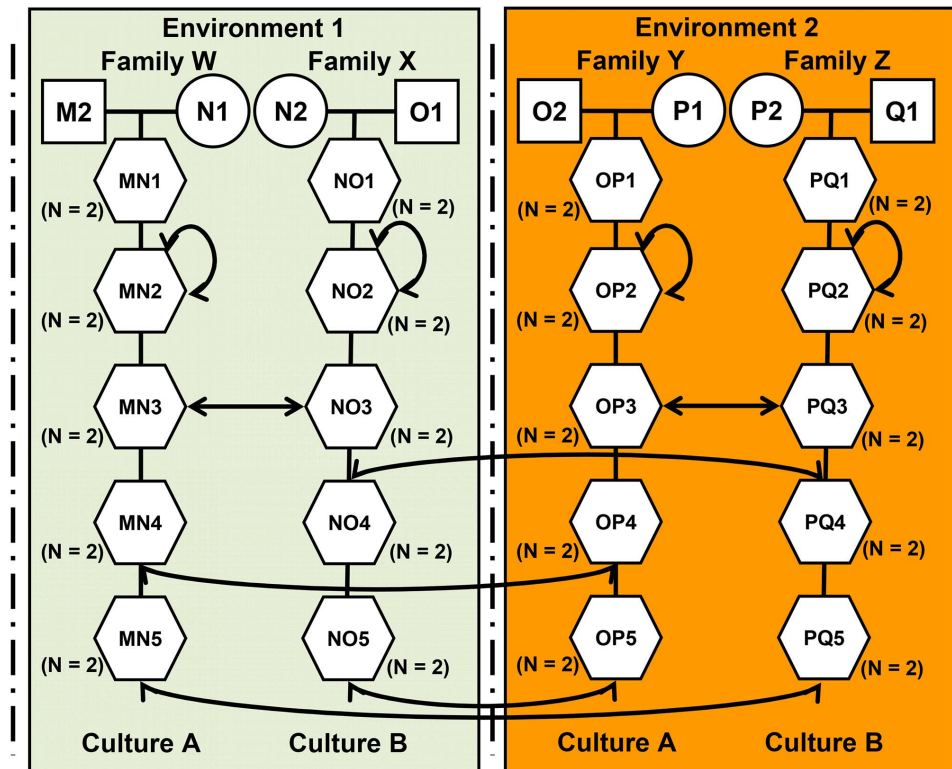 Environment 1
Environment 2
Family W
Family X
Family Y
Family Z
M2
N1
N2
O1
O2
P1
P2
Q1
MN1
NO1
OP1
PQ1
(N = 2)
(N = 2)
(N = 2)
(N = 2)
MN2
NO2
OP2
PQ2
(N = 2)
(N = 2)
(N = 2)
(N = 2)
MN3
NO3
OP3
PQ3
(N = 2)
(N = 2)
(N = 2)
(N = 2)
MN4
NO4
OP4
PQ4
(N = 2)
(N = 2)
(N = 2)
(N = 2)
MN5
NO5
OP5
PQ5
(N = 2)
(N = 2)
(N = 2)
(N = 2)
Culture A
Culture B
Culture A
Culture B